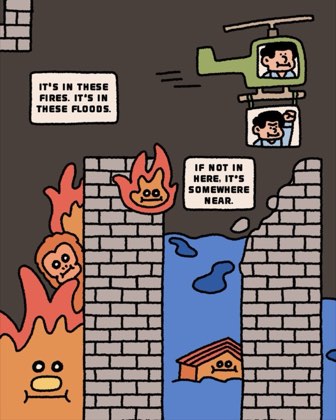 IT'S IN THESE
FIRES. IT'S IN
THESE FLOODS.
IF NOT IN
HERE. IT'S
SOMEWHERE
NEAR.